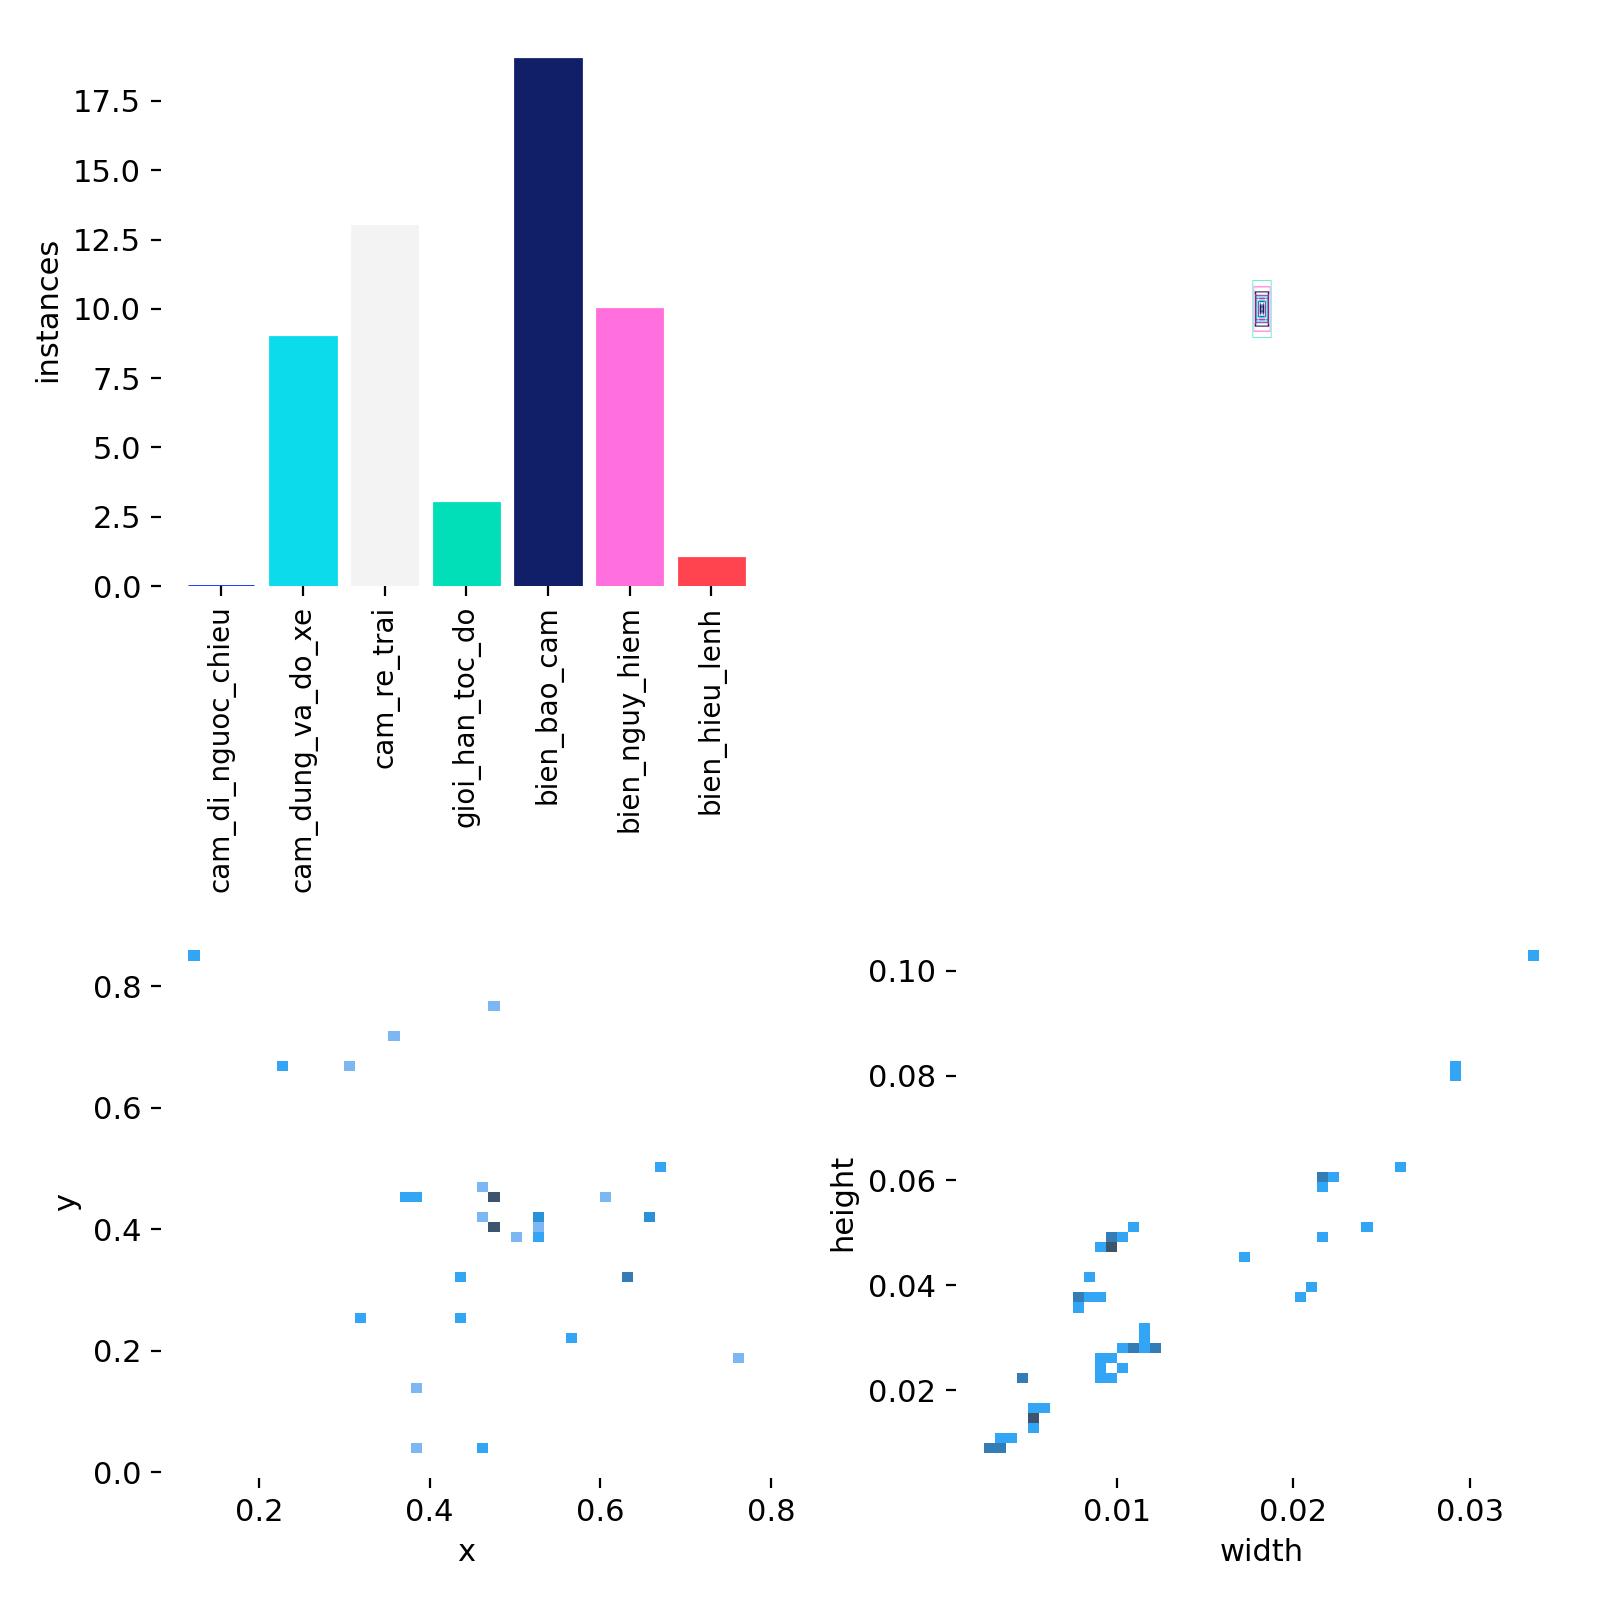 instances
17.5
15.0
12.5
10.0
7.5
5.0
2.5
0.0
cam_di_nguoc_chieu
cam_dung_va_do_xe
cam_re_trai
gioi_han_toc_do
bien_bao_cam
bien_nguy_hiem
bien_hieu_lenh
y
0.8
0.6
0.4
0.2
0.0
0.2 0.4 0.6 0.8
x
height
0.10
0.08
0.06
0.04
0.02
0.01 0.02 0.03
width